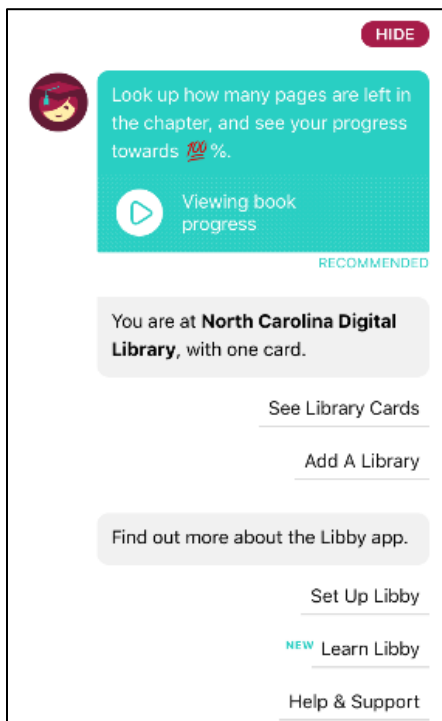 HIDE
Look up how many pages are left in
the chapter, and see your progress
towards 💯 %.
Viewing book
progress
RECOMMENDED
You are at North Carolina Digital
Library, with one card.
See Library Cards
Add A Library
Find out more about the Libby app.
Set Up Libby
NEW Learn Libby
Help & Support